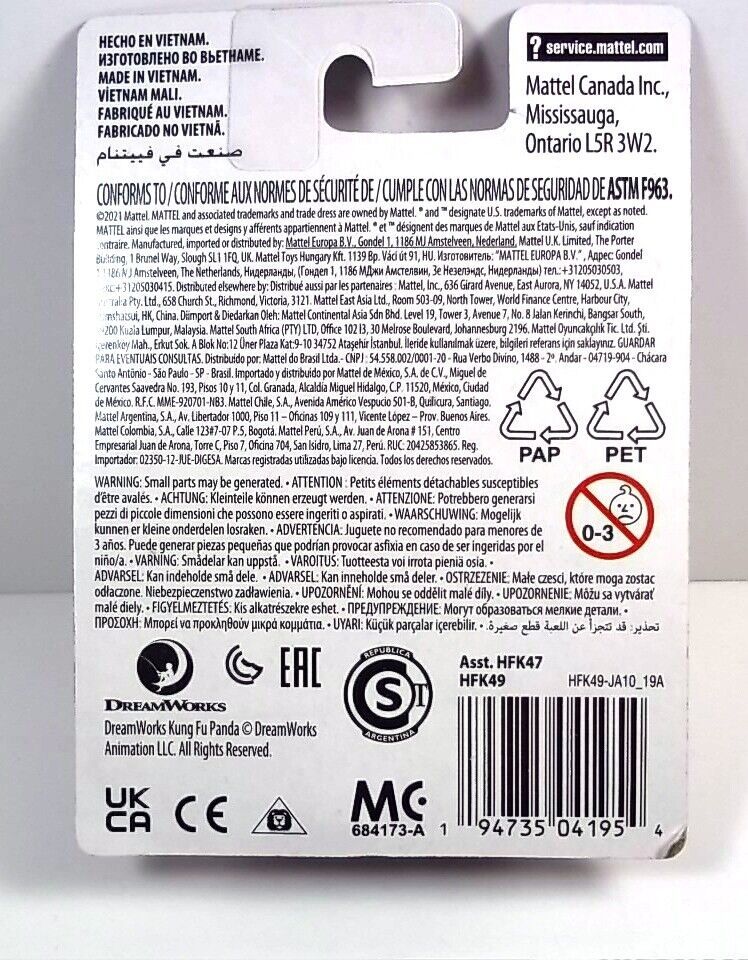 HECHO EN VIETNAM.
ИЗГОТОВЛЕНО ВО ВЬЕТНАМЕ.
MADE IN VIETNAM.
VİETNAM MALI.
FABRIQUÉ AU VIETNAM.
FABRICADO NO VIETNÃ.
صنعت في فييتنام
? service.mattel.com
Mattel Canada Inc.,
Mississauga,
Ontario L5R 3W2.
CONFORMS TO / CONFORME AUX NORMES DE SÉCURITÉ DE / CUMPLE CON LAS NORMAS DE SEGURIDAD DE ASTM F963.
©2021 Mattel. MATTEL and associated trademarks and trade dress are owned by Mattel. ® and ™ designate U.S. trademarks of Mattel, except as noted.
MATTEL ainsi que les marques et designs y afférents appartiennent à Mattel. ® et ™ désignent des marques de Mattel aux États-Unis, sauf indication
contraire. Manufactured, imported or distributed by: Mattel Europa B.V., Gondel 1, 1186 MJ Amstelveen, Nederland. Mattel U.K. Limited, The Porter
Building, 1 Brunel Way, Slough SL1 1FQ, UK. Mattel Toys Hungary Kft. 1139 Bp. Váci út 91, HU. Изготовитель: "MATTEL EUROPA B.V.", Адрес: Gondel
1, 1186 MJ Amstelveen, The Netherlands, Нидерланды, (Гондел 1, 1186 МДжи Амстелвин, Зе Незелэндс, Нидерланды) тел.:+31205030503,
+31205030415. Distributed elsewhere by: Distribué aussi par les partenaires : Mattel, Inc., 636 Girard Avenue, East Aurora, NY 14052, U.S.A. Mattel
Pty. Ltd., 658 Church St., Richmond, Victoria, 3121. Mattel East Asia Ltd., Room 503-09, North Tower, World Finance Centre, Harbour City,
Tsimshatsui, HK, China. Diimport & Diedarkan Oleh: Mattel Continental Asia Sdn Bhd. Level 19, Tower 3, Avenue 7, No. 8 Jalan Kerinchi, Bangsar South,
59200 Kuala Lumpur, Malaysia. Mattel South Africa (PTY) LTD, Office 102 I3, 30 Melrose Boulevard, Johannesburg 2196. Mattel Oyuncakçılık Tic. Ltd. Şti.
İçerenköy Mah., Erkut Sok. A Blok No:12 Üner Plaza Kat:9-10 34752 Ataşehir İstanbul. İleride kullanılmak üzere, bilgileri referans için saklayınız. GUARDAR
PARA EVENTUAIS CONSULTAS. Distribuido por: Mattel do Brasil Ltda. - CNPJ : 54.558.002/0001-20 - Rua Verbo Divino, 1488 - 2º. Andar - 04719-904 - Chácara
Santo Antônio - São Paulo - SP - Brasil. Importado y distribuido por Mattel de México, S.A. de C.V., Miguel de
Cervantes Saavedra No. 193, Pisos 10 y 11, Col. Granada, Alcaldía Miguel Hidalgo, C.P. 11520, México, Ciudad
de México. R.F.C. MME-920701-NB3. Mattel Chile, S.A., Avenida Américo Vespucio 501-B, Quilicura, Santiago.
Mattel Argentina, S.A., Av. Libertador 1000, Piso 11 – Oficinas 109 y 111, Vicente López – Prov. Buenos Aires.
Mattel Colombia, S.A., Calle 123#7-07 P.5, Bogotá. Mattel Perú, S.A., Av. Juan de Arona # 151, Centro
Empresarial Juan de Arona, Torre C, Piso 7, Oficina 704, San Isidro, Lima 27, Perú. RUC: 20425853865. Reg.
Importador: 02350-12-JUE-DIGESA. Marcas registradas utilizadas bajo licencia. Todos los derechos reservados.
PAP
PET
WARNING: Small parts may be generated. • ATTENTION : Petits éléments détachables susceptibles
d'être avalés. • ACHTUNG: Kleinteile können erzeugt werden. • ATTENZIONE: Potrebbero generarsi
pezzi di piccole dimensioni che possono essere ingeriti o aspirati. • WAARSCHUWING: Mogelijk
kunnen er kleine onderdelen losraken. • ADVERTENCIA: Juguete no recomendado para menores de
3 años. Puede generar piezas pequeñas que podrían provocar asfixia en caso de ser ingeridas por el
niño/a. • VARNING: Smådelar kan uppstå. • VAROITUS: Tuotteesta voi irrota pieniä osia. •
ADVARSEL: Kan indeholde små dele. • ADVARSEL: Kan inneholde små deler. • OSTRZEŻENIE: Małe części, które mogą zostać
odłączone. Niebezpieczeństwo zadławienia. • UPOZORNĚNÍ: Mohou se oddělit malé díly. • UPOZORNENIE: Môžu sa vytvárať
malé diely. • FIGYELMEZTETÉS: Kis alkatrészekre eshet. • ПРЕДУПРЕЖДЕНИЕ: Могут образоваться мелкие детали. •
ΠΡΟΣΟΧΗ: Μπορεί να προκληθούν μικρά κομμάτια. • UYARI: Küçük parçalar içerebilir. • تحذير: قد تتجزأ عن اللعبة قطع صغيرة.
0-3
DREAMWORKS
DreamWorks Kung Fu Panda © DreamWorks
Animation LLC. All Rights Reserved.
EAC
REPUBLICA
S T
ARGENTINA
Asst. HFK47
HFK49
HFK49-JA10_19A
UK
CA
CE
MC
684173-A
1 94735 04195 4